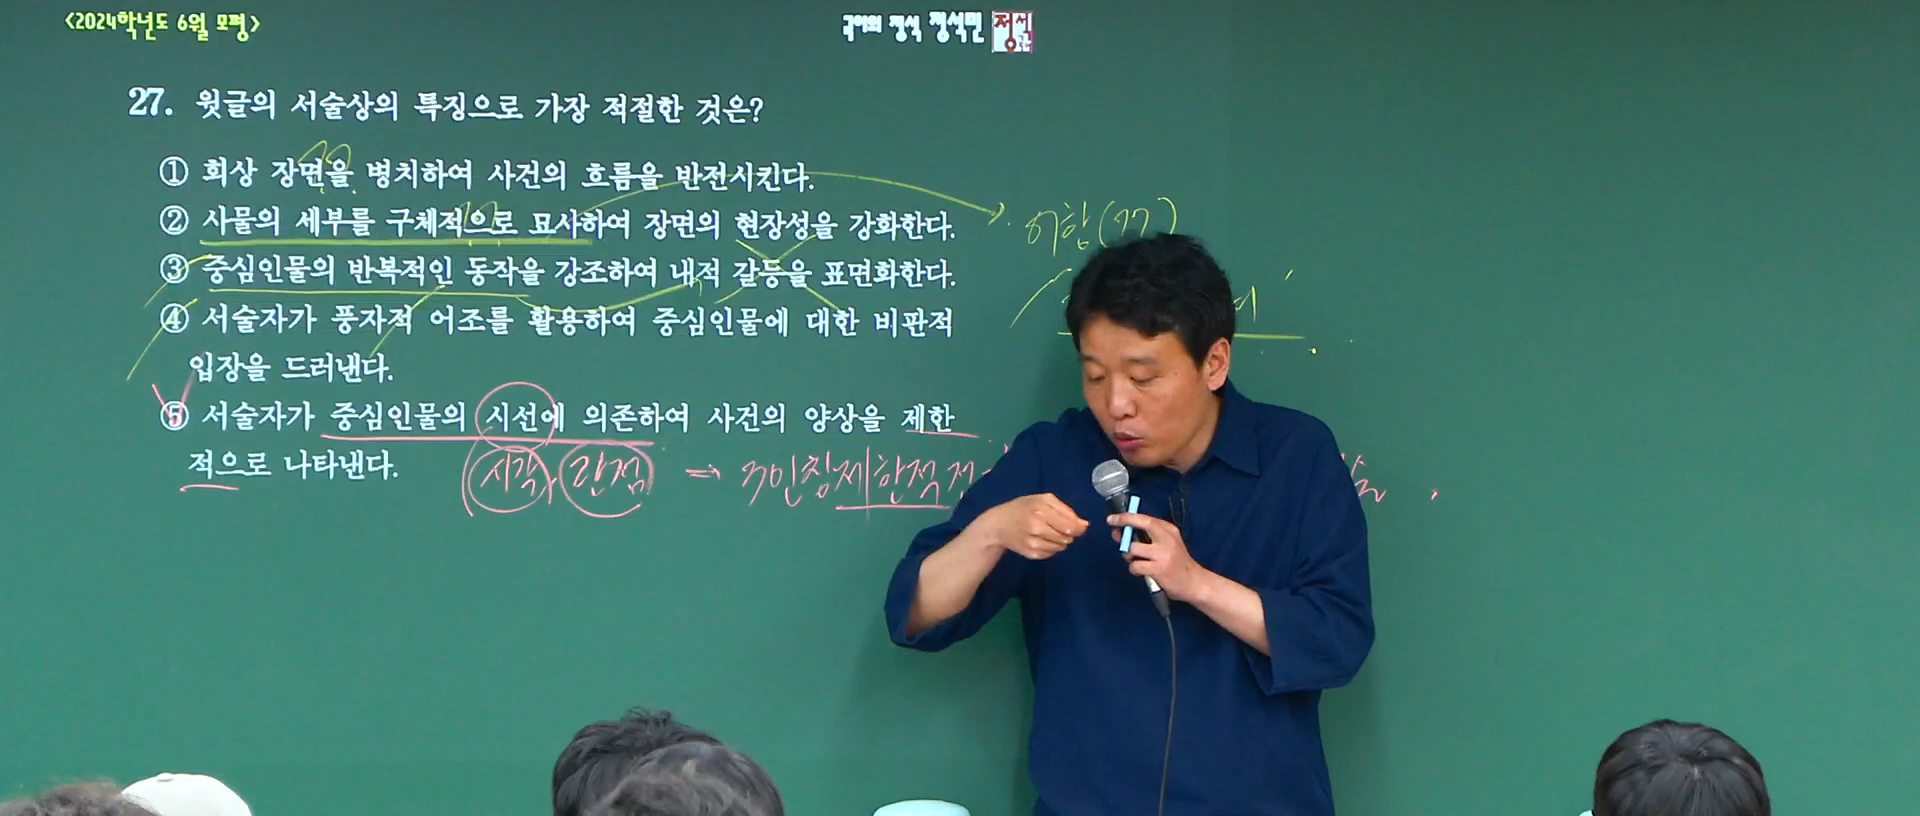 <2024학년도 6월 모평>
국어의 정석 정석민
27. 윗글의 서술상의 특징으로 가장 적절한 것은?
① 회상 장면을 병치하여 사건의 흐름을 반전시킨다.
② 사물의 세부를 구체적으로 묘사하여 장면의 현장성을 강화한다.
③ 중심인물의 반복적인 동작을 강조하여 내적 갈등을 표면화한다.
④ 서술자가 풍자적 어조를 활용하여 중심인물에 대한 비판적
입장을 드러낸다.
⑤ 서술자가 중심인물의 시선에 의존하여 사건의 양상을 제한
적으로 나타낸다.
시각, 관점 ⇒ 3인칭 제한적 전